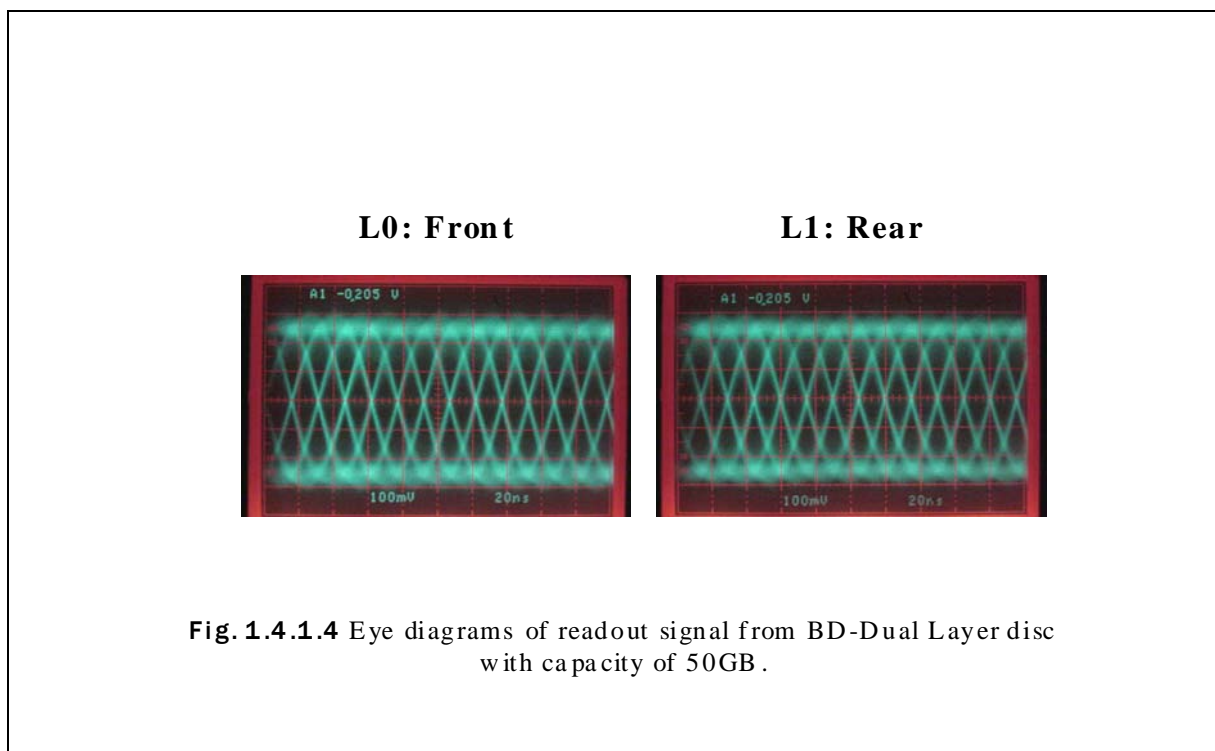 L0: Front
L1: Rear
A1 -0.205 V
100mV 20ns
A1 -0.205 V
100mV 20ns
Fig. 1.4.1.4 Eye diagrams of readout signal from BD-Dual Layer disc
with capacity of 50GB.